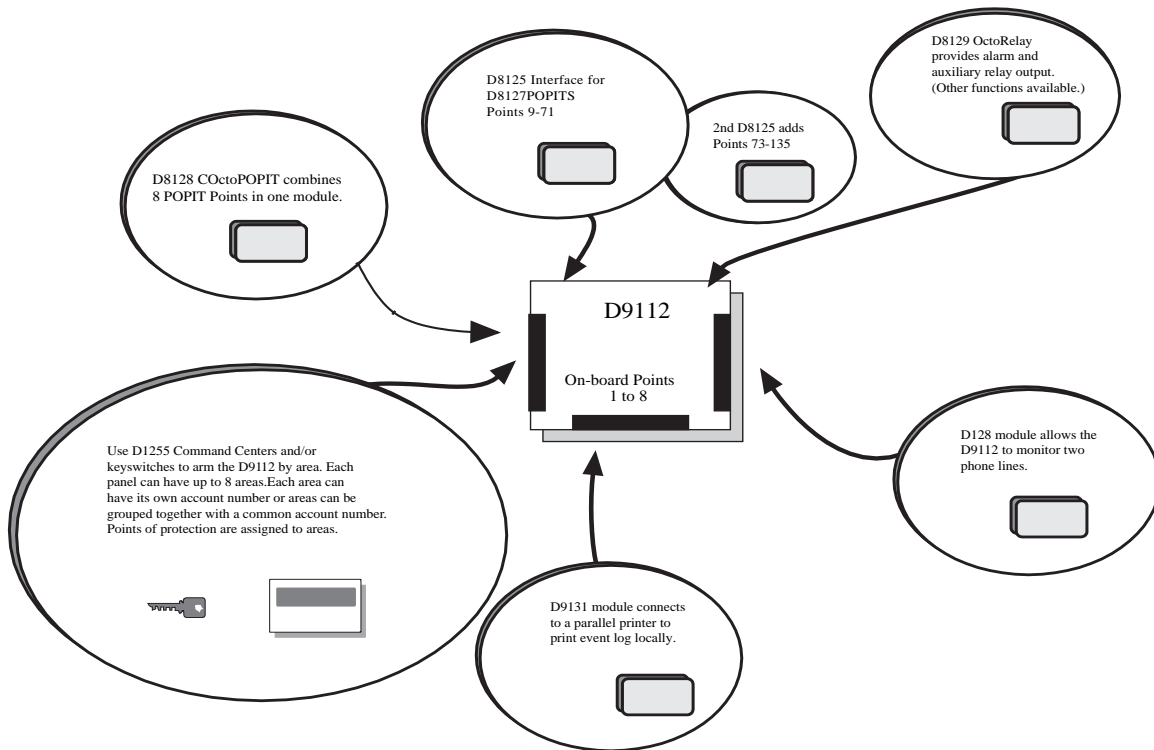 D8129 OctoRelay
provides alarm and
auxiliary relay output.
(Other functions available.)
D8125 Interface for
D8127POPITS
Points 9-71
2nd D8125 adds
Points 73-135
D8128 COctoPOPIT combines
8 POPIT Points in one module.
D9112
On-board Points
1 to 8
Use D1255 Command Centers and/or
keyswitches to arm the D9112 by area. Each
panel can have up to 8 areas.Each area can
have its own account number or areas can be
grouped together with a common account number.
Points of protection are assigned to areas.
D128 module allows the
D9112 to monitor two
phone lines.
D9131 module connects
to a parallel printer to
print event log locally.